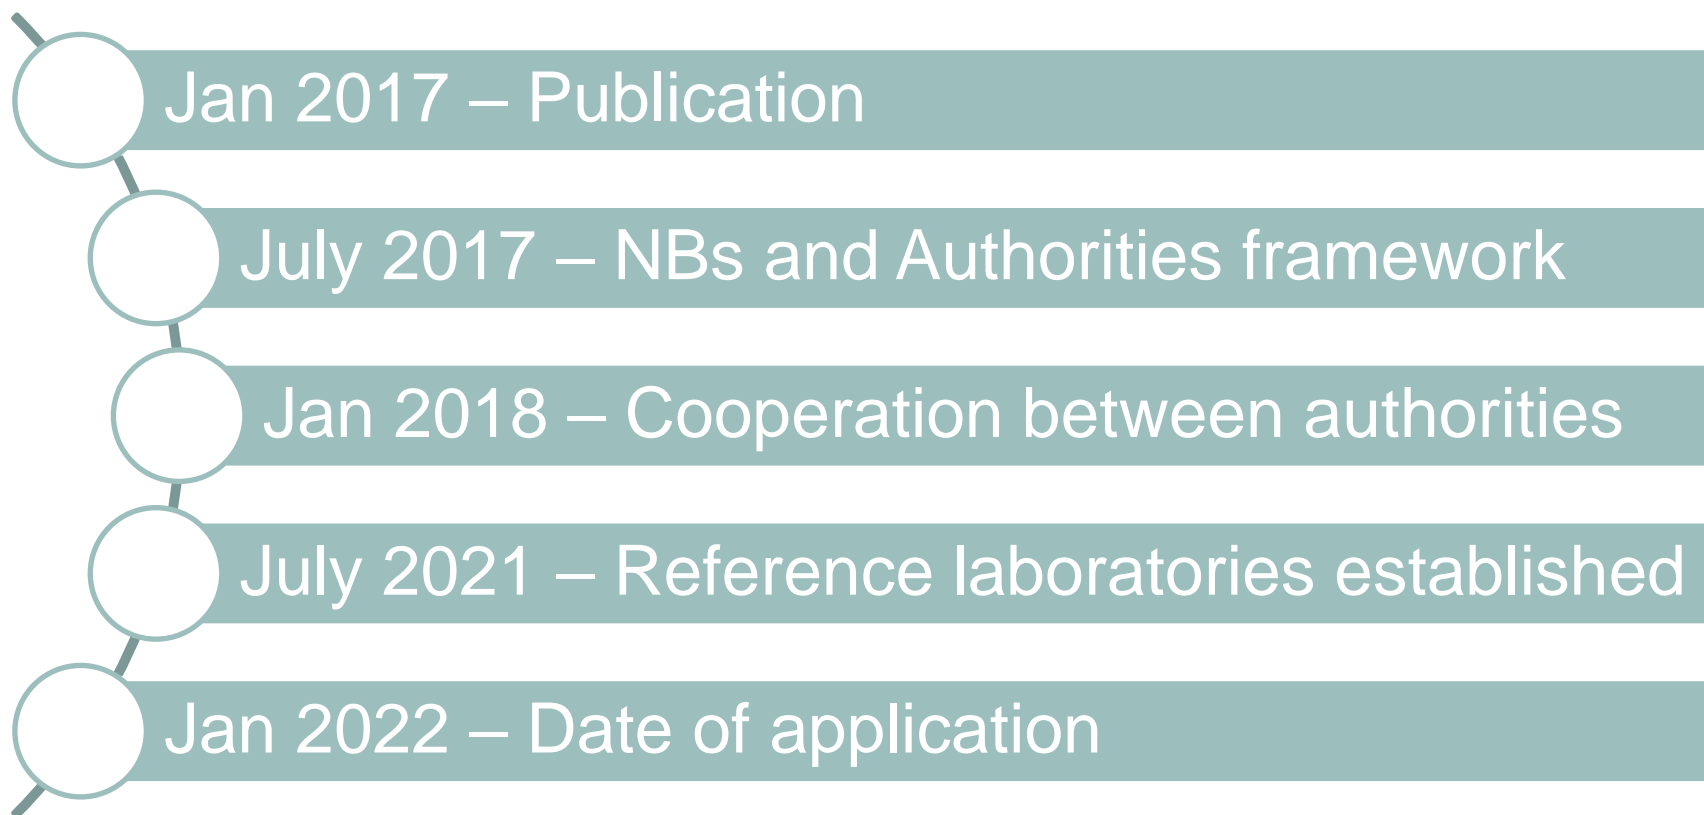 Jan 2017 – Publication
July 2017 – NBs and Authorities framework
Jan 2018 – Cooperation between authorities
July 2021 – Reference laboratories established
Jan 2022 – Date of application